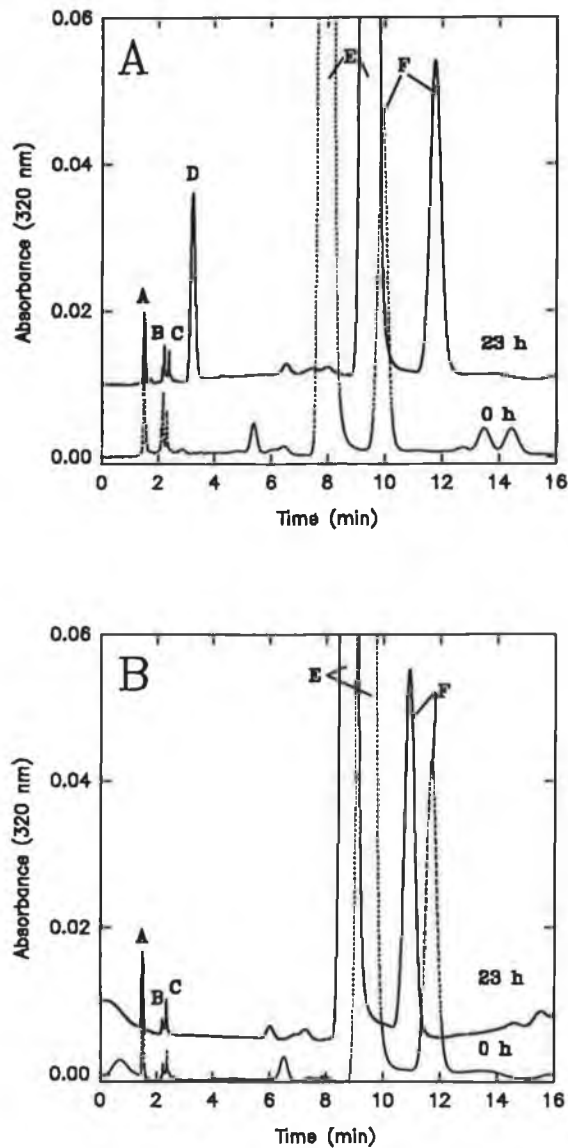 0.06
A
E
F
0.04
D
Absorbance (320 nm)
A
0.02
B C
23 h
0 h
0.00
0 2 4 6 8 10 12 14 16
Time (min)
0.06
B
E
F
0.04
Absorbance (320 nm)
0.02
A
B C
23 h
0 h
0.00
0 2 4 6 8 10 12 14 16
Time (min)